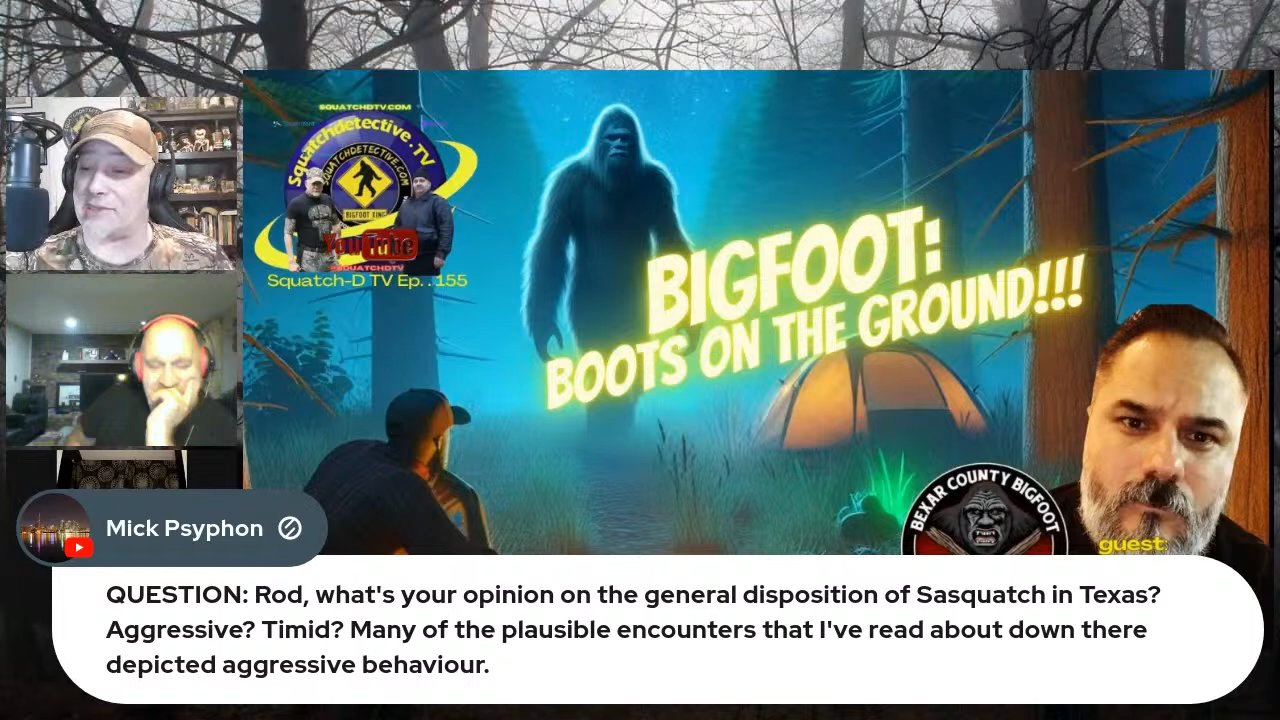 SQUATCHDTV.COM
Squatchdetective.TV
SQUATCHDETECTIVE.COM
BIGFOOT XING
YouTube
@SQUATCHDTV
Squatch-D TV Ep. . 155
BIGFOOT:
BOOTS ON THE GROUND!!!
BEXAR COUNTY BIGFOOT
guest:
Mick Psyphon
QUESTION: Rod, what's your opinion on the general disposition of Sasquatch in Texas?
Aggressive? Timid? Many of the plausible encounters that I've read about down there
depicted aggressive behaviour.